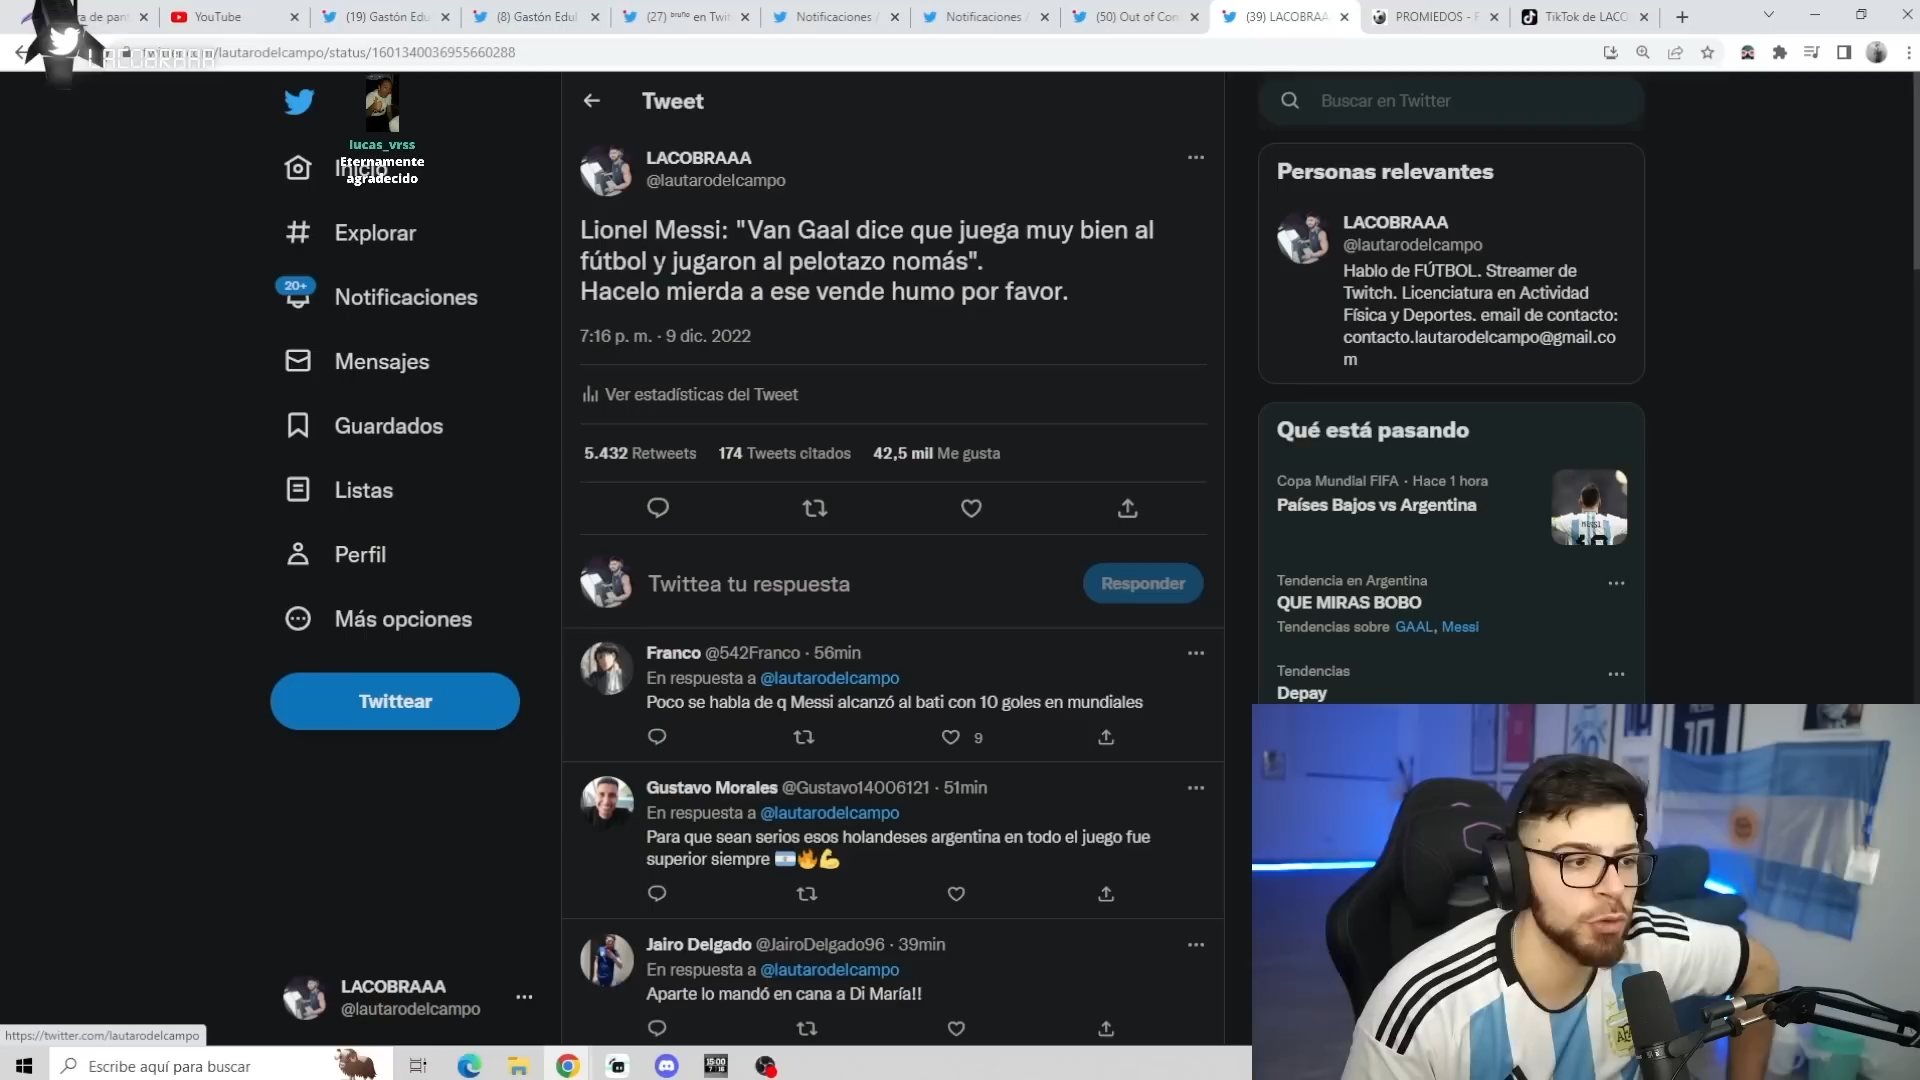 YouTube
(19) Gastón Edu
(8) Gastón Edul
(27) ᵇʳᵘñᵒ en Twit
Notificaciones /
Notificaciones /
(50) Out of Con
(39) LACOBRAA
PROMIEDOS - F
TikTok de LACO
/lautarodelcampo/status/1601340036955660288
LACOBRAAA
lucas_vrss
Eternamente
agradecido
Inicio
Explorar
20+
Notificaciones
Mensajes
Guardados
Listas
Perfil
Más opciones
Twittear
LACOBRAAA
@lautarodelcampo
Tweet
LACOBRAAA
@lautarodelcampo
Lionel Messi: "Van Gaal dice que juega muy bien al
fútbol y jugaron al pelotazo nomás".
Hacelo mierda a ese vende humo por favor.
7:16 p. m. · 9 dic. 2022
Ver estadísticas del Tweet
5.432 Retweets 174 Tweets citados 42,5 mil Me gusta
Twittea tu respuesta
Responder
Franco @542Franco · 56min
En respuesta a @lautarodelcampo
Poco se habla de q Messi alcanzó al bati con 10 goles en mundiales
9
Gustavo Morales @Gustavo14006121 · 51min
En respuesta a @lautarodelcampo
Para que sean serios esos holandeses argentina en todo el juego fue
superior siempre 🇦🇷🔥💪
Jairo Delgado @JairoDelgado96 · 39min
En respuesta a @lautarodelcampo
Aparte lo mandó en cana a Di María!!
Buscar en Twitter
Personas relevantes
LACOBRAAA
@lautarodelcampo
Hablo de FÚTBOL. Streamer de
Twitch. Licenciatura en Actividad
Física y Deportes. email de contacto:
contacto.lautarodelcampo@gmail.co
m
Qué está pasando
Copa Mundial FIFA · Hace 1 hora
Países Bajos vs Argentina
MESSI
10
Tendencia en Argentina
QUE MIRAS BOBO
Tendencias sobre GAAL, Messi
Tendencias
Depay
10
https://twitter.com/lautarodelcampo
Escribe aquí para buscar